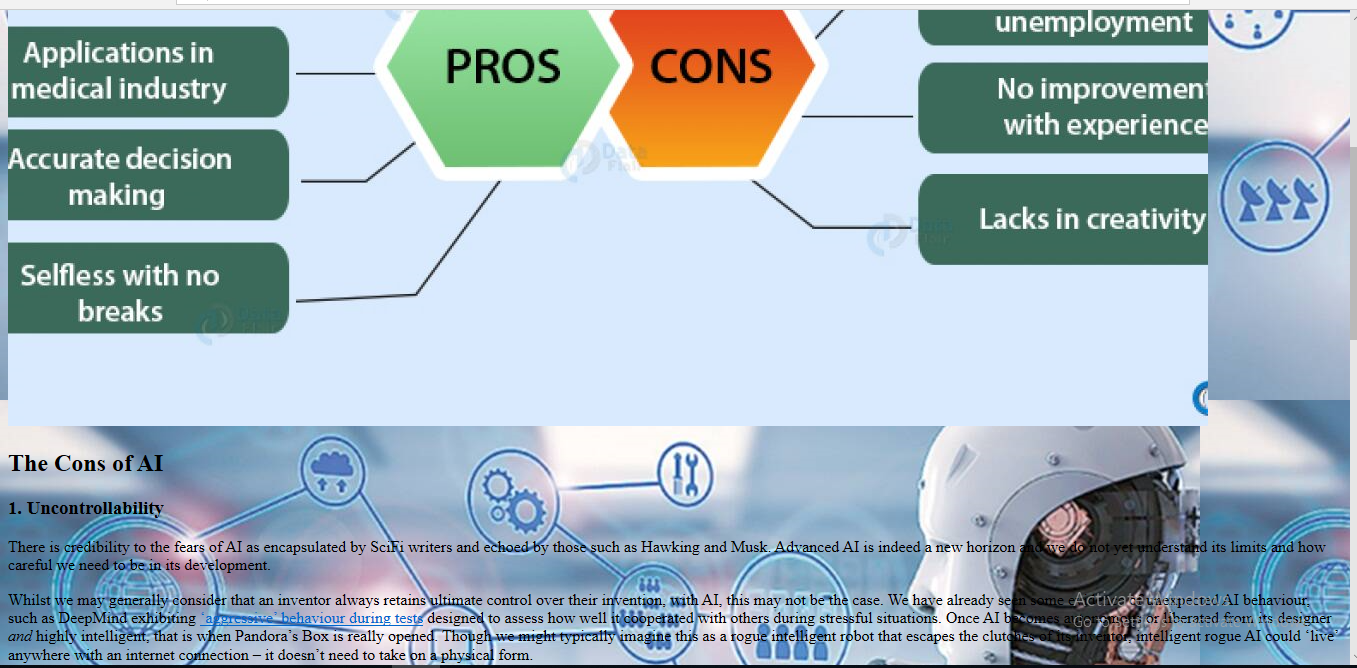 Applications in
medical industry
Accurate decision
making
Selfless with no
breaks
PROS
CONS
unemployment
No improvement
with experience
Lacks in creativity
The Cons of AI
1. Uncontrollability
There is credibility to the fears of AI as encapsulated by SciFi writers and echoed by those such as Hawking and Musk. Advanced AI is indeed a new horizon and we do not yet understand its limits and how
careful we need to be in its development.
Whilst we may generally consider that an inventor always retains ultimate control over their invention, with AI, this may not be the case. We have already seen some unexpected AI behaviour,
such as DeepMind exhibiting ‘aggressive’ behaviour during tests designed to assess how well it cooperated with others during stressful situations. Once AI becomes or liberated from its designer
and highly intelligent, that is when Pandora’s Box is really opened. Though we might typically imagine this as a rogue intelligent robot that escapes the clutches of its inventor, intelligent rogue AI could ‘live’
anywhere with an internet connection – it doesn’t need to take on a physical form.
Activate Windows
Go to